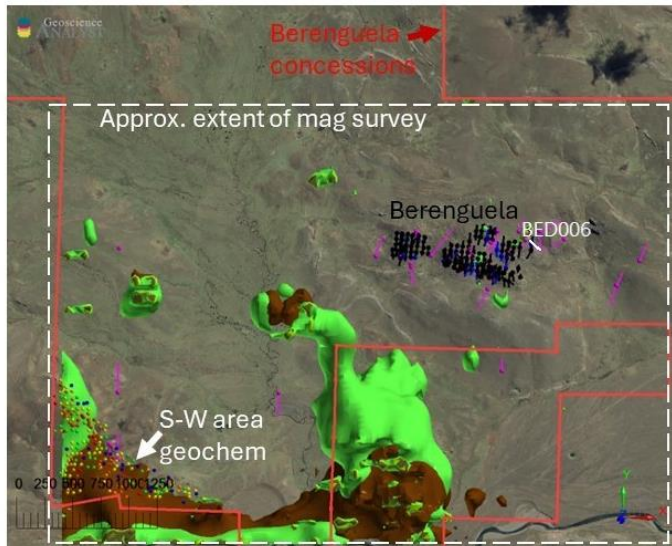 Geoscience
ANALYST
Berenguela
concessions
Approx. extent of mag survey
Berenguela
BED006
S-W area
geochem
0 250 500 750 1000 1250
Y
X